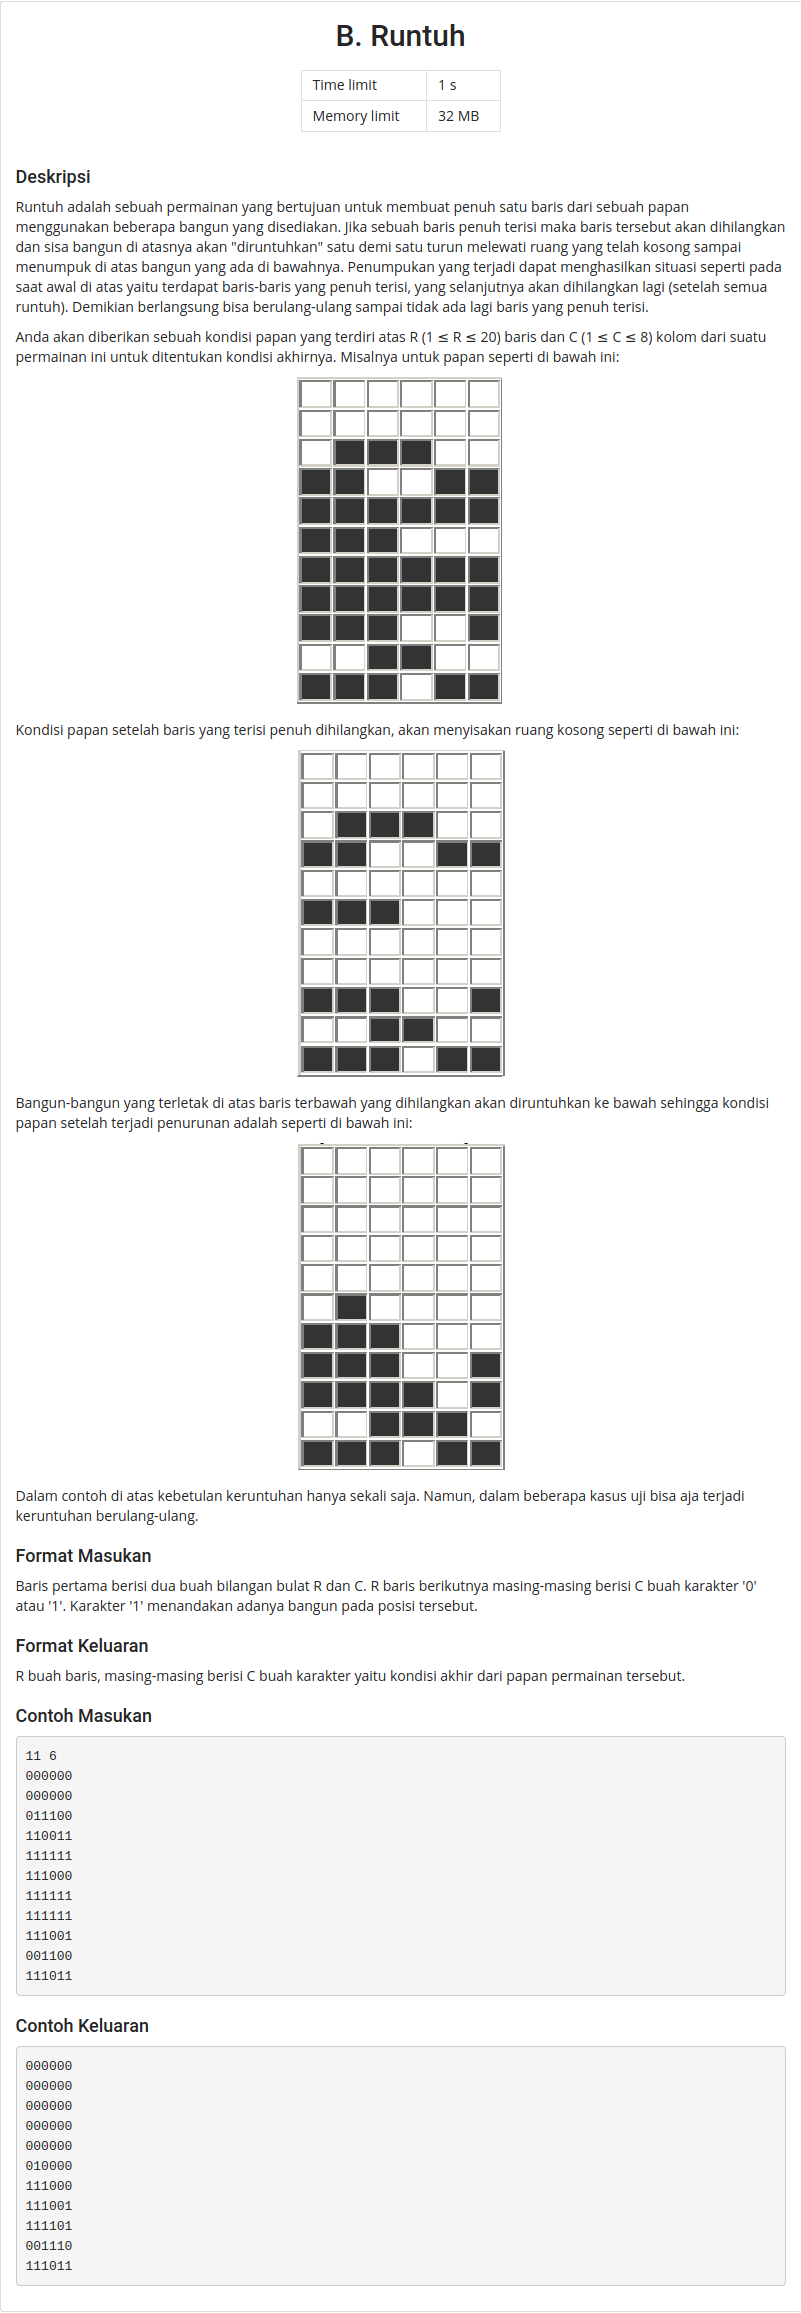 B. Runtuh
Time limit 1 s
Memory limit 32 MB
Deskripsi
Runtuh adalah sebuah permainan yang bertujuan untuk membuat penuh satu baris dari sebuah papan
menggunakan beberapa bangun yang disediakan. Jika sebuah baris penuh terisi maka baris tersebut akan dihilangkan
dan sisa bangun di atasnya akan "diruntuhkan" satu demi satu turun melewati ruang yang telah kosong sampai
menumpuk di atas bangun yang ada di bawahnya. Penumpukan yang terjadi dapat menghasilkan situasi seperti pada
saat awal di atas yaitu terdapat baris-baris yang penuh terisi, yang selanjutnya akan dihilangkan lagi (setelah semua
runtuh). Demikian berlangsung bisa berulang-ulang sampai tidak ada lagi baris yang penuh terisi.
Anda akan diberikan sebuah kondisi papan yang terdiri atas R (1 ≤ R ≤ 20) baris dan C (1 ≤ C ≤ 8) kolom dari suatu
permainan ini untuk ditentukan kondisi akhirnya. Misalnya untuk papan seperti di bawah ini:
Kondisi papan setelah baris yang terisi penuh dihilangkan, akan menyisakan ruang kosong seperti di bawah ini:
Bangun-bangun yang terletak di atas baris terbawah yang dihilangkan akan diruntuhkan ke bawah sehingga kondisi
papan setelah terjadi penurunan adalah seperti di bawah ini:
Dalam contoh di atas kebetulan keruntuhan hanya sekali saja. Namun, dalam beberapa kasus uji bisa aja terjadi
keruntuhan berulang-ulang.
Format Masukan
Baris pertama berisi dua buah bilangan bulat R dan C. R baris berikutnya masing-masing berisi C buah karakter '0'
atau '1'. Karakter '1' menandakan adanya bangun pada posisi tersebut.
Format Keluaran
R buah baris, masing-masing berisi C buah karakter yaitu kondisi akhir dari papan permainan tersebut.
Contoh Masukan
11 6
000000
000000
011100
110011
111111
111000
111111
111111
111001
001100
111011
Contoh Keluaran
000000
000000
000000
000000
000000
010000
111000
111001
111101
001110
111011